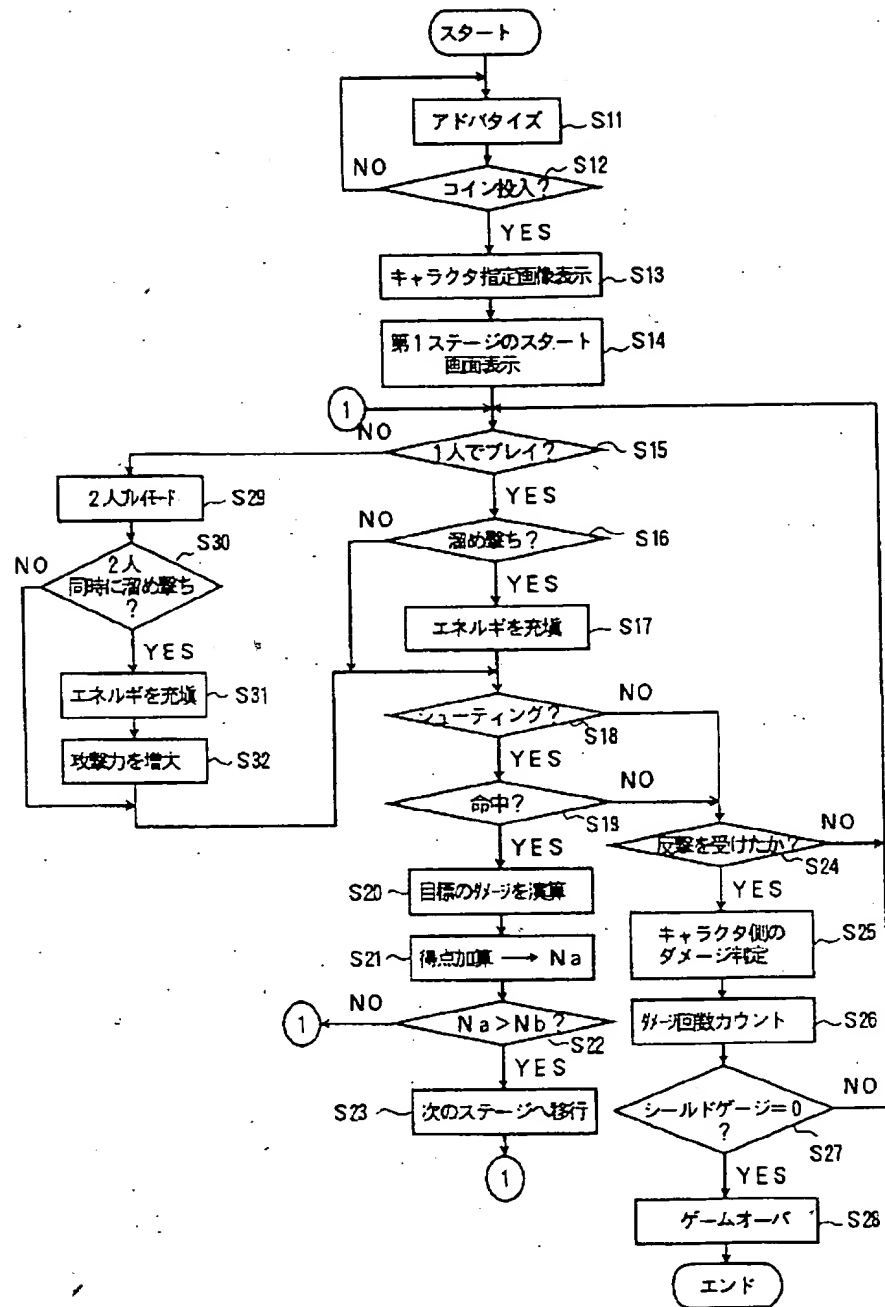 スタート
アドバタイズ S11
NO
コイン投入? S12
YES
キャラクタ指定画像表示 S13
第1ステージのスタート
画面表示 S14
1
NO
1人でプレイ? S15
YES
2人プレイモード S29
NO
溜め撃ち? S16
YES
NO
2人
同時に溜め撃ち
?
S30
YES
エネルギを充填 S17
エネルギを充填 S31
攻撃力を増大 S32
シューティング? S18
NO
YES
命中? S19
NO
YES
反撃を受けたか? S24
NO
YES
S20 目標のダメージを演算
S21 得点加算 → Na
キャラクタ側の
ダメージ判定 S25
1
NO
Na>Nb? S22
YES
ダメージ回数カウント S26
S23 次のステージへ移行
1
シールドゲージ=0
?
S27
NO
YES
ゲームオーバ S28
エンド